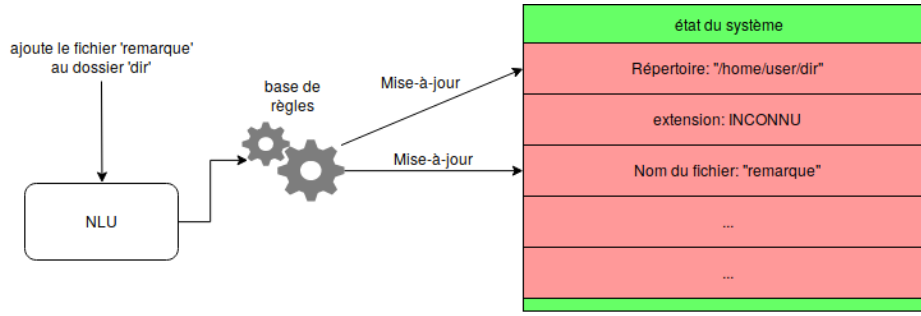 ajoute le fichier 'remarque'
au dossier 'dir'
NLU
base de
règles
Mise-à-jour
Mise-à-jour
état du système
Répertoire: "/home/user/dir"
extension: INCONNU
Nom du fichier: "remarque"
...
...